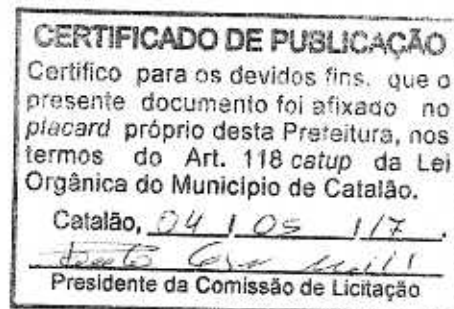 CERTIFICADO DE PUBLICAÇÃO
Certifico para os devidos fins, que o
presente documento foi afixado no
placard próprio desta Prefeitura, nos
termos do Art. 118 catup da Lei
Orgânica do Municipio de Catalão.
Catalão, 04 / 05 / 17.
Presidente da Comissão de Licitação